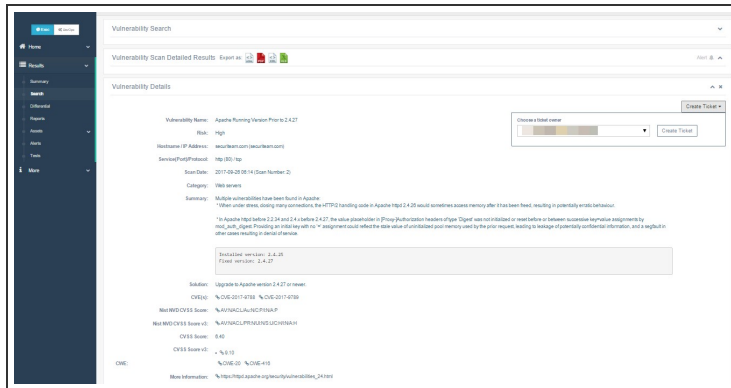 Home
Results
Summary
Search
Differential
Reports
Assets
Alerts
Tests
More
Vulnerability Search
Vulnerability Scan Detailed Results Export as:
Alert
Vulnerability Details
Create Ticket
Choose a ticket owner
Create Ticket
Vulnerability Name: Apache Running Version Prior to 2.4.27
Risk: High
Hostname / IP Address: securiteam.com (securiteam.com)
Service(Port)/Protocol: http (80) / tcp
Scan Date: 2017-09-26 06:14 (Scan Number: 2)
Category: Web servers
Summary: Multiple vulnerabilities have been found in Apache:
* When under stress, closing many connections, the HTTP/2 handling code in Apache httpd 2.4.26 would sometimes access memory after it has been freed, resulting in potentially erratic behaviour.
* In Apache httpd before 2.2.34 and 2.4.x before 2.4.27, the value placeholder in [Proxy-]Authorization headers of type 'Digest' was not initialized or reset before or between successive key=value assignments by
mod_auth_digest. Providing an initial key with no '=' assignment could reflect the stale value of uninitialized pool memory used by the prior request, leading to leakage of potentially confidential information, and a segfault in
other cases resulting in denial of service.
Installed version: 2.4.25
Fixed version: 2.4.27
Solution: Upgrade to Apache version 2.4.27 or newer.
CVE(s): CVE-2017-9788 CVE-2017-9789
Nist NVD CVSS Score: AV:N/AC:L/Au:N/C:P/I:N/A:P
Nist NVD CVSS Score v3: AV:N/AC:L/PR:N/UI:N/S:U/C:H/I:N/A:H
CVSS Score: 6.40
CVSS Score v3: 9.10
CWE: CWE-20 CWE-416
More Information: https://httpd.apache.org/security/vulnerabilities_24.html